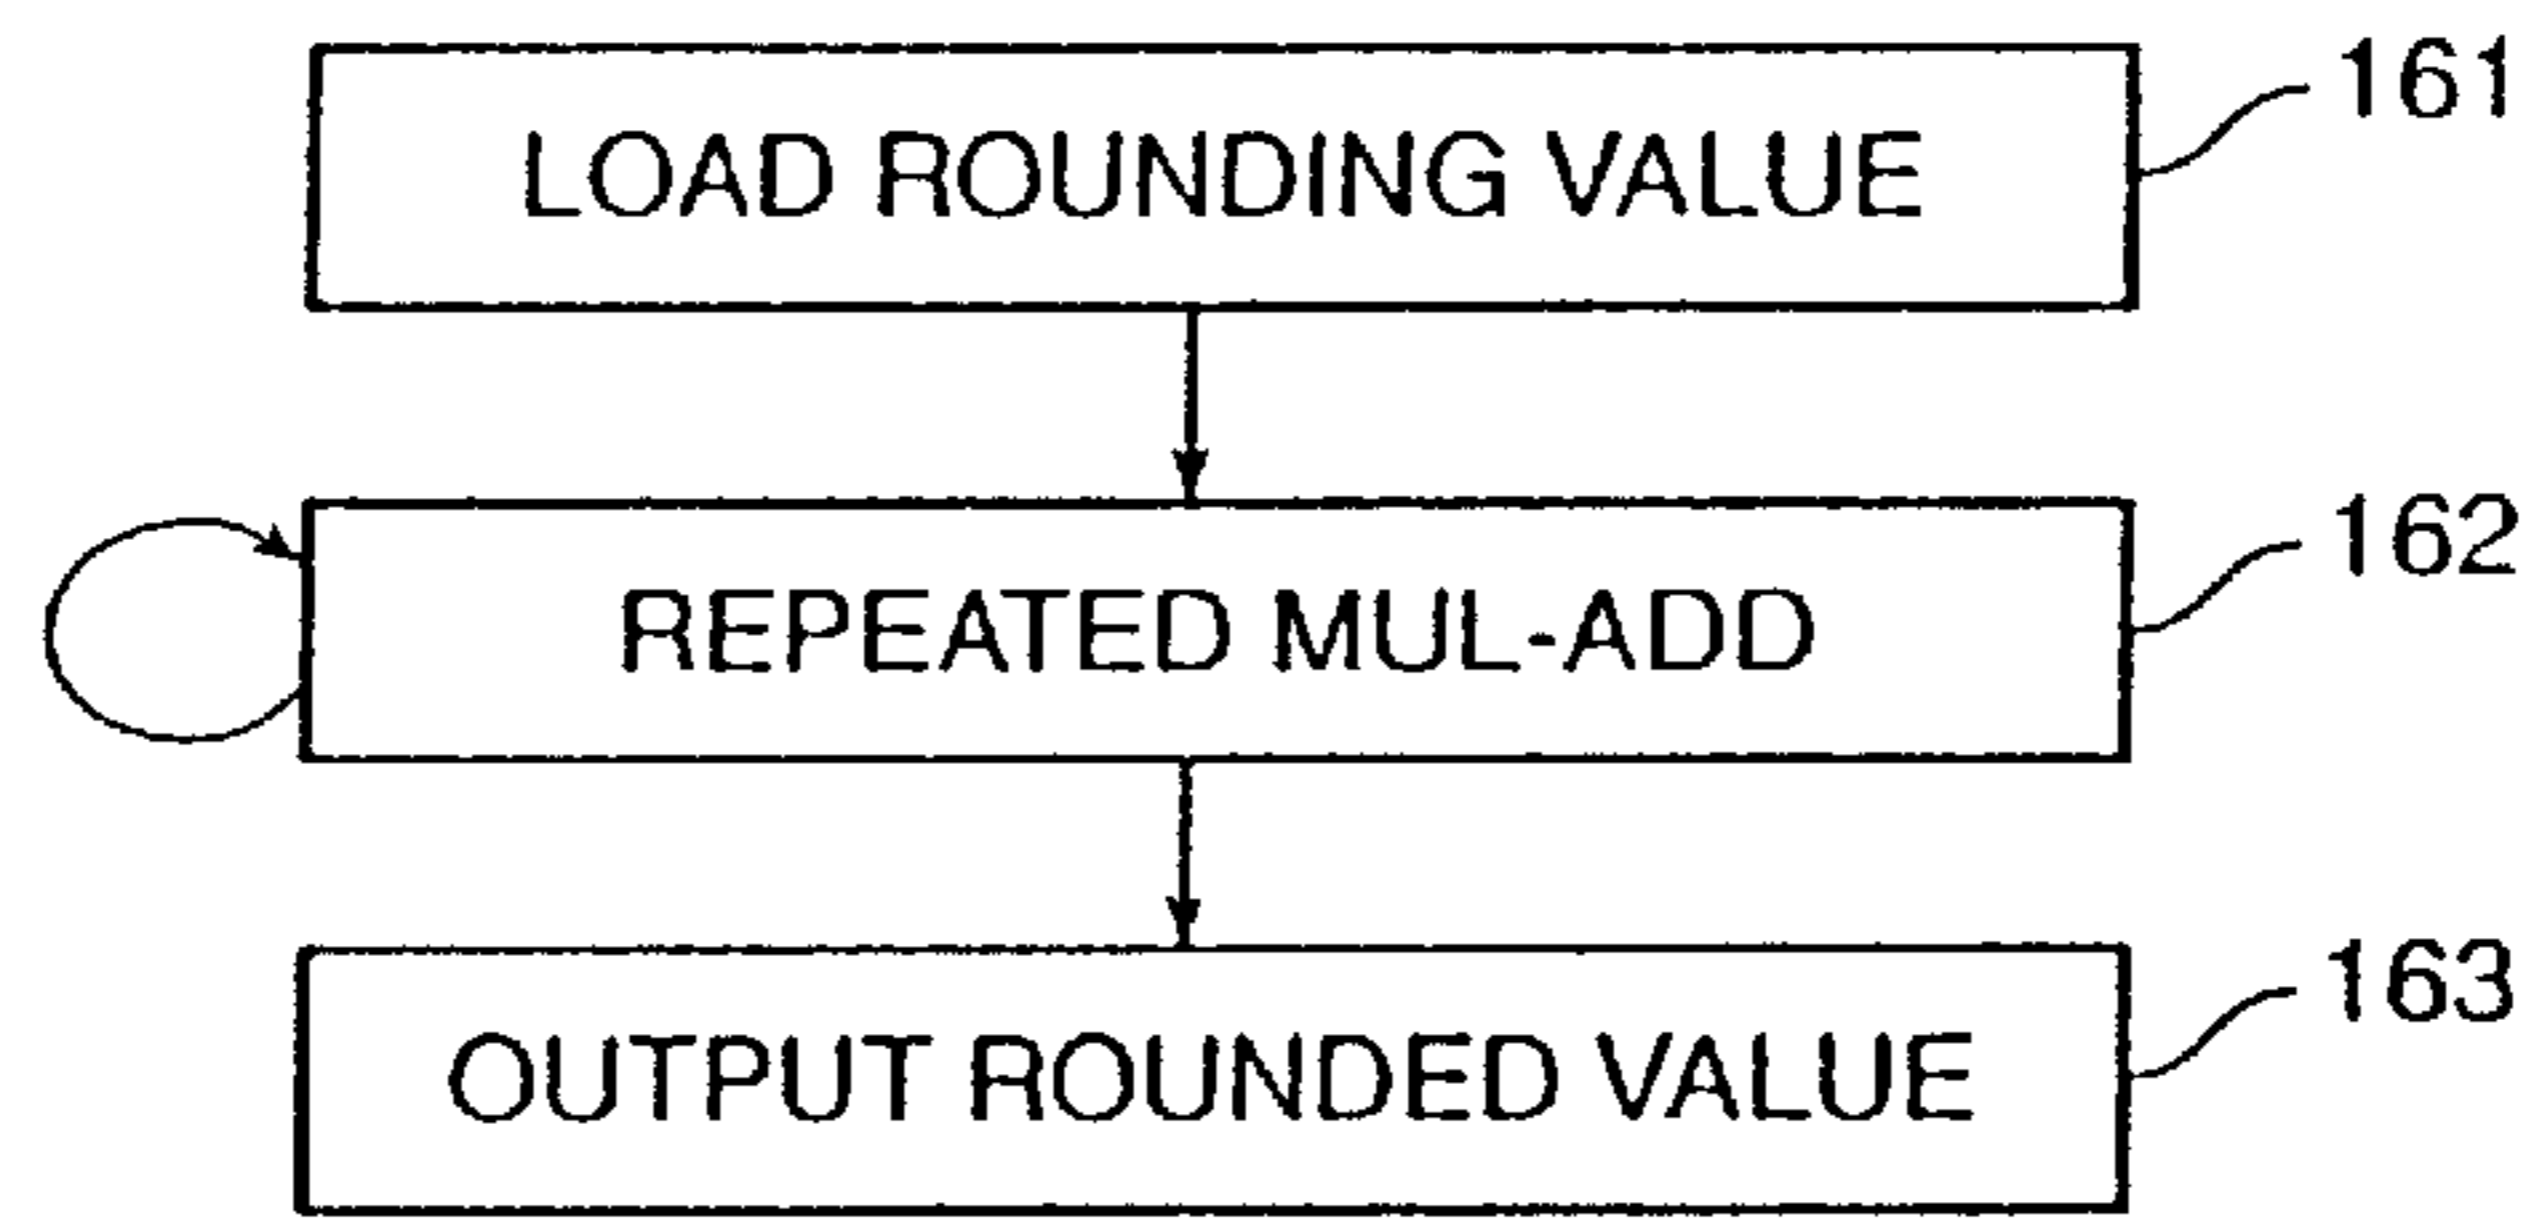 LOAD ROUNDING VALUE
161
REPEATED MUL-ADD
162
OUTPUT ROUNDED VALUE
163